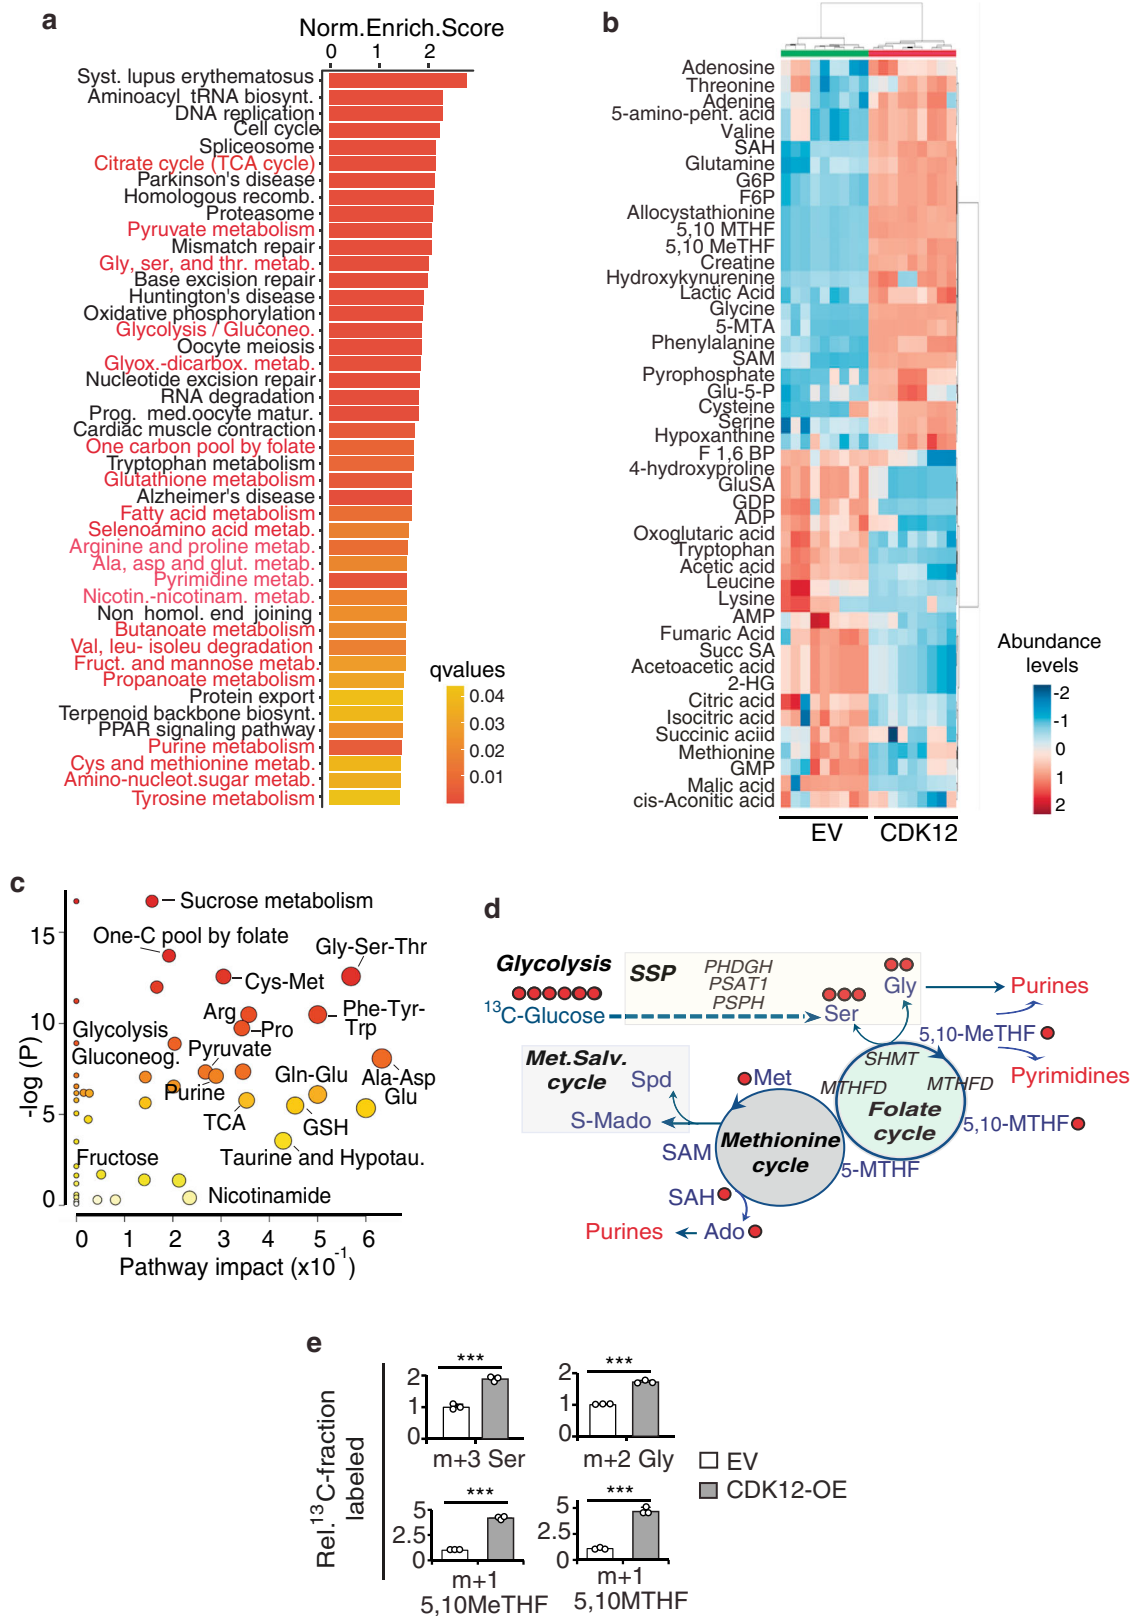 a
Norm.Enrich.Score
0 1 2
Syst. lupus erythematosus
Aminoacyl tRNA biosynt.
DNA replication
Cell cycle
Spliceosome
Citrate cycle (TCA cycle)
Parkinson's disease
Homologous recomb.
Proteasome
Pyruvate metabolism
Mismatch repair
Gly, ser, and thr. metab.
Base excision repair
Huntington's disease
Oxidative phosphorylation
Glycolysis / Gluconeo.
Oocyte meiosis
Glyox.-dicarbox. metab.
Nucleotide excision repair
RNA degradation
Prog. med.oocyte matur.
Cardiac muscle contraction
One carbon pool by folate
Tryptophan metabolism
Glutathione metabolism
Alzheimer's disease
Fatty acid metabolism
Selenoamino acid metab.
Arginine and proline metab.
Ala, asp and glut. metab.
Pyrimidine metab.
Nicotin.-nicotinam. metab.
Non homol. end joining
Butanoate metabolism
Val, leu- isoleu degradation
Fruct. and mannose metab.
Propanoate metabolism
Protein export
Terpenoid backbone biosynt.
PPAR signaling pathway
Purine metabolism
Cys and methionine metab.
Amino-nucleot.sugar metab.
Tyrosine metabolism
qvalues
0.04
0.03
0.02
0.01
b
Adenosine
Threonine
Adenine
5-amino-pent. acid
Valine
SAH
Glutamine
G6P
F6P
Allocystathionine
5,10 MTHF
5,10 MeTHF
Creatine
Hydroxykynurenine
Lactic Acid
Glycine
5-MTA
Phenylalanine
SAM
Pyrophosphate
Glu-5-P
Cysteine
Serine
Hypoxanthine
F 1,6 BP
4-hydroxyproline
GluSA
GDP
ADP
Oxoglutaric acid
Tryptophan
Acetic acid
Leucine
Lysine
AMP
Fumaric Acid
Succ SA
Acetoacetic acid
2-HG
Citric acid
Isocitric acid
Succinic aciid
Methionine
GMP
Malic acid
cis-Aconitic acid
EV CDK12
Abundance
levels
-2
-1
0
1
2
c
-log (P)
15
10
5
0
Sucrose metabolism
One-C pool by folate
Gly-Ser-Thr
Cys-Met
Arg
Phe-Tyr-
Trp
Pro
Glycolysis
Gluconeog.
Pyruvate
Purine
Gln-Glu
Ala-Asp
Glu
TCA
GSH
Taurine and Hypotau.
Fructose
Nicotinamide
0 1 2 3 4 5 6
Pathway impact (x10-1)
d
Glycolysis
13C-Glucose
SSP
PHDGH
PSAT1
PSPH
Ser
Gly
Purines
5,10-MeTHF
Pyrimidines
SHMT
MTHFD
MTHFD
Folate
cycle
5,10-MTHF
5-MTHF
Met.Salv.
cycle
Spd
S-Mado
Met
Methionine
cycle
SAM
SAH
Purines
Ado
e
Rel.13C-fraction
labeled
***
2
1
0
m+3 Ser
***
2
1
0
m+2 Gly
EV
CDK12-OE
***
5
2.5
0
m+1
5,10MeTHF
***
5
2.5
0
m+1
5,10MTHF